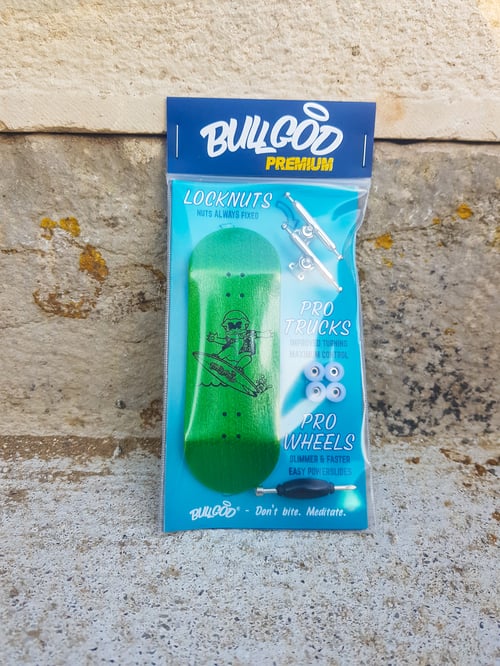 BULLGOD
PREMIUM
LOCKNUTS
NUTS ALWAYS FIXED
PRO
TRUCKS
IMPROVED TURNING
MAXIMUM CONTROL
PRO
WHEELS
SLIMMER & FASTER
EASY POWERSLIDES
BULLGOD® - Don't bite. Meditate.